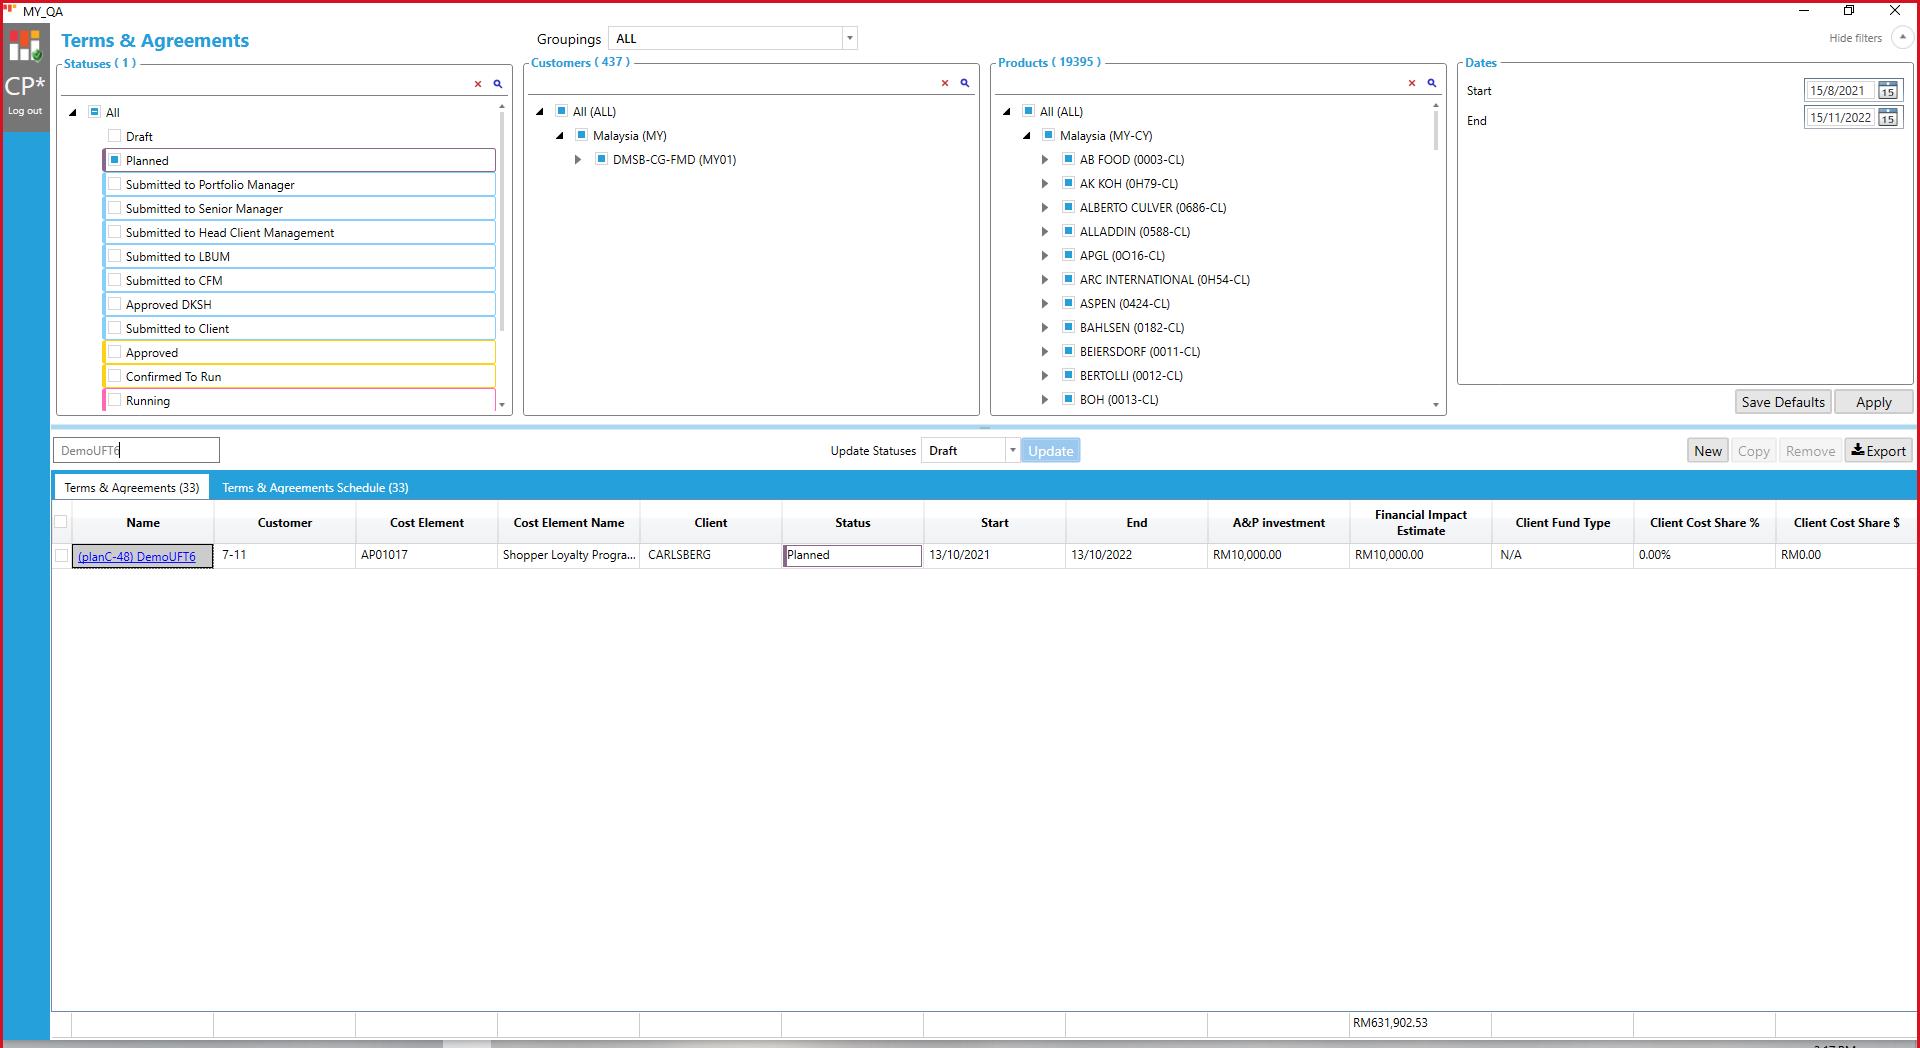 MY_QA
CP*
Log out
Terms & Agreements
Groupings ALL
Hide filters
Statuses ( 1 )
All
Draft
Planned
Submitted to Portfolio Manager
Submitted to Senior Manager
Submitted to Head Client Management
Submitted to LBUM
Submitted to CFM
Approved DKSH
Submitted to Client
Approved
Confirmed To Run
Running
Customers ( 437 )
All (ALL)
Malaysia (MY)
DMSB-CG-FMD (MY01)
Products ( 19395 )
All (ALL)
Malaysia (MY-CY)
AB FOOD (0003-CL)
AK KOH (0H79-CL)
ALBERTO CULVER (0686-CL)
ALLADDIN (0588-CL)
APGL (0O16-CL)
ARC INTERNATIONAL (0H54-CL)
ASPEN (0424-CL)
BAHLSEN (0182-CL)
BEIERSDORF (0011-CL)
BERTOLLI (0012-CL)
BOH (0013-CL)
Dates
Start 15/8/2021 15
End 15/11/2022 15
Save Defaults Apply
DemoUFT6 Update Statuses Draft Update New Copy Remove Export
Terms & Agreements (33) Terms & Agreements Schedule (33)
Name Customer Cost Element Cost Element Name Client Status Start End A&P investment Financial Impact Estimate Client Fund Type Client Cost Share % Client Cost Share $
(planC-48) DemoUFT6 7-11 AP01017 Shopper Loyalty Progra... CARLSBERG Planned 13/10/2021 13/10/2022 RM10,000.00 RM10,000.00 N/A 0.00% RM0.00
RM631,902.53